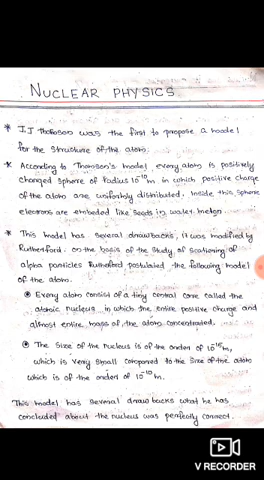 NUCLEAR PHYSICS
* J.J Thomson was the first to propose a model
for the structure of the atom.
* According to Thomson's model every atom is positively
charged sphere of radius 10⁻¹⁰m in which positive charge
of the atom are uniformly distributed. Inside this sphere
electrons are embeded like seeds in water melon
* This model has several drawbacks, it was modified by
Rutherford. on the basis of the study of scattering of
alpha particles Rutherford postulated the following model
of the atom.
Every atom consist of a tiny central core called the
atomic nucleus, in which the entire positive charge and
almost entire mass of the atom concentrated.
The size of the nucleus is of the order of 10⁻¹⁵m,
which is very small compared to the size of the atom
which is of the order of 10⁻¹⁰m.
This model has several drawbacks what he has
concluded about the nucleus was perfectly correct.
V RECORDER